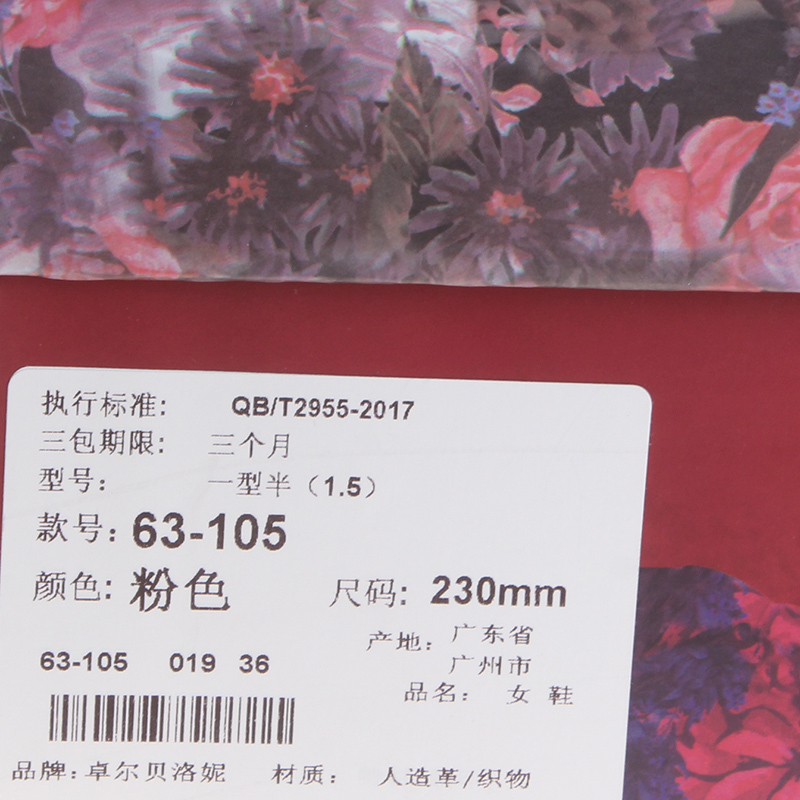 执行标准: QB/T2955-2017
三包期限: 三个月
型号: 一型半（1.5）
款号: 63-105
颜色: 粉色 尺码: 230mm
产地: 广东省
广州市
63-105 019 36
品名: 女 鞋
品牌: 卓尔贝洛妮 材质: 人造革/织物